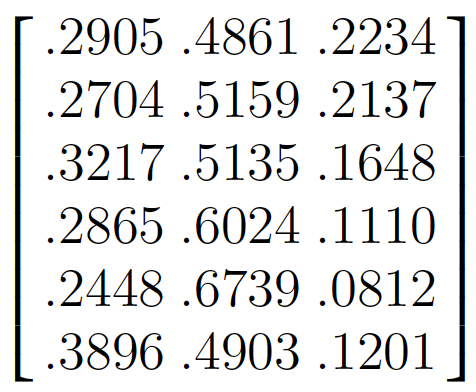 .2905 .4861 .2234
.2704 .5159 .2137
.3217 .5135 .1648
.2865 .6024 .1110
.2448 .6739 .0812
.3896 .4903 .1201